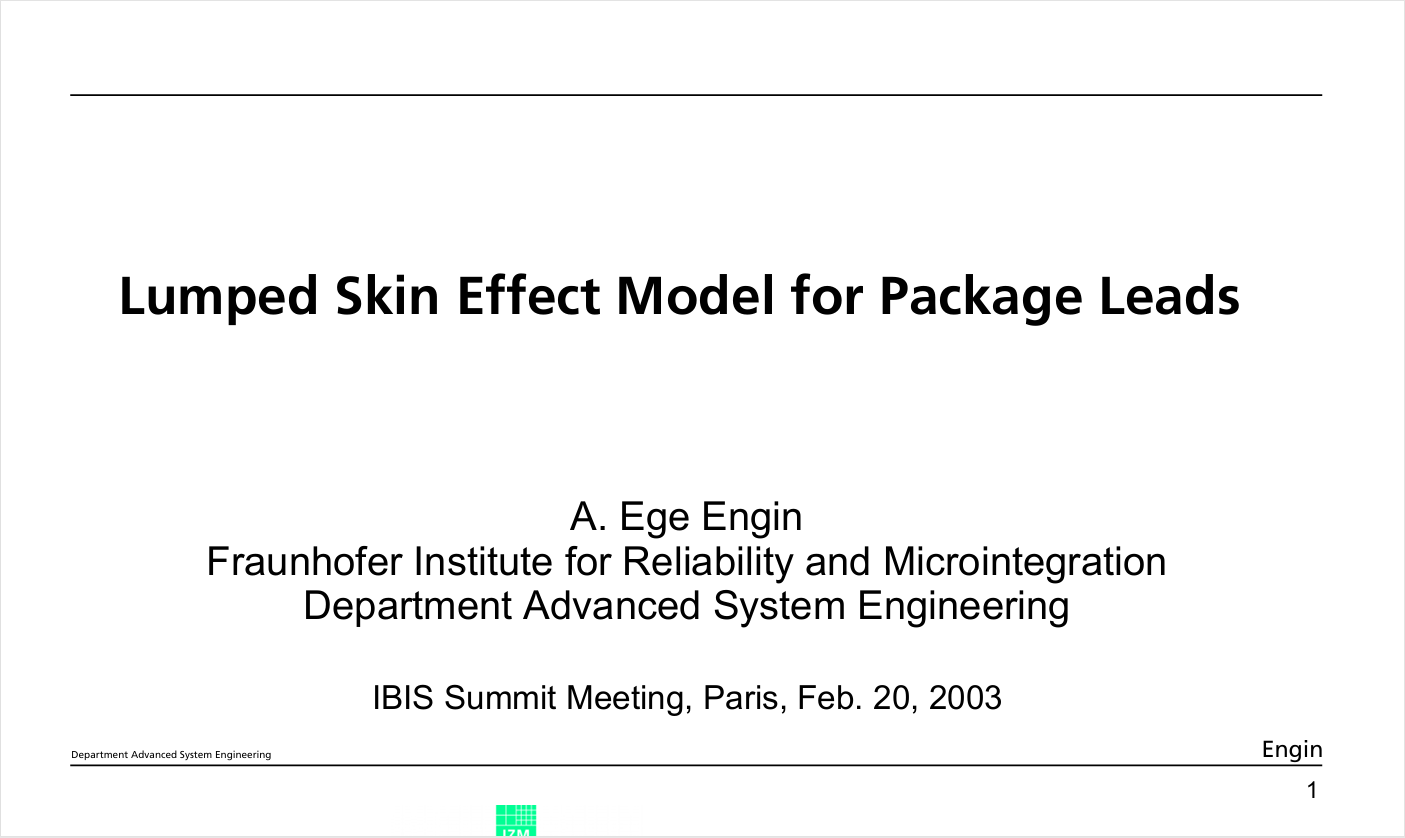 Lumped Skin Effect Model for Package Leads
A. Ege Engin
Fraunhofer Institute for Reliability and Microintegration
Department Advanced System Engineering
IBIS Summit Meeting, Paris, Feb. 20, 2003
Department Advanced System Engineering
Engin
1
IZM